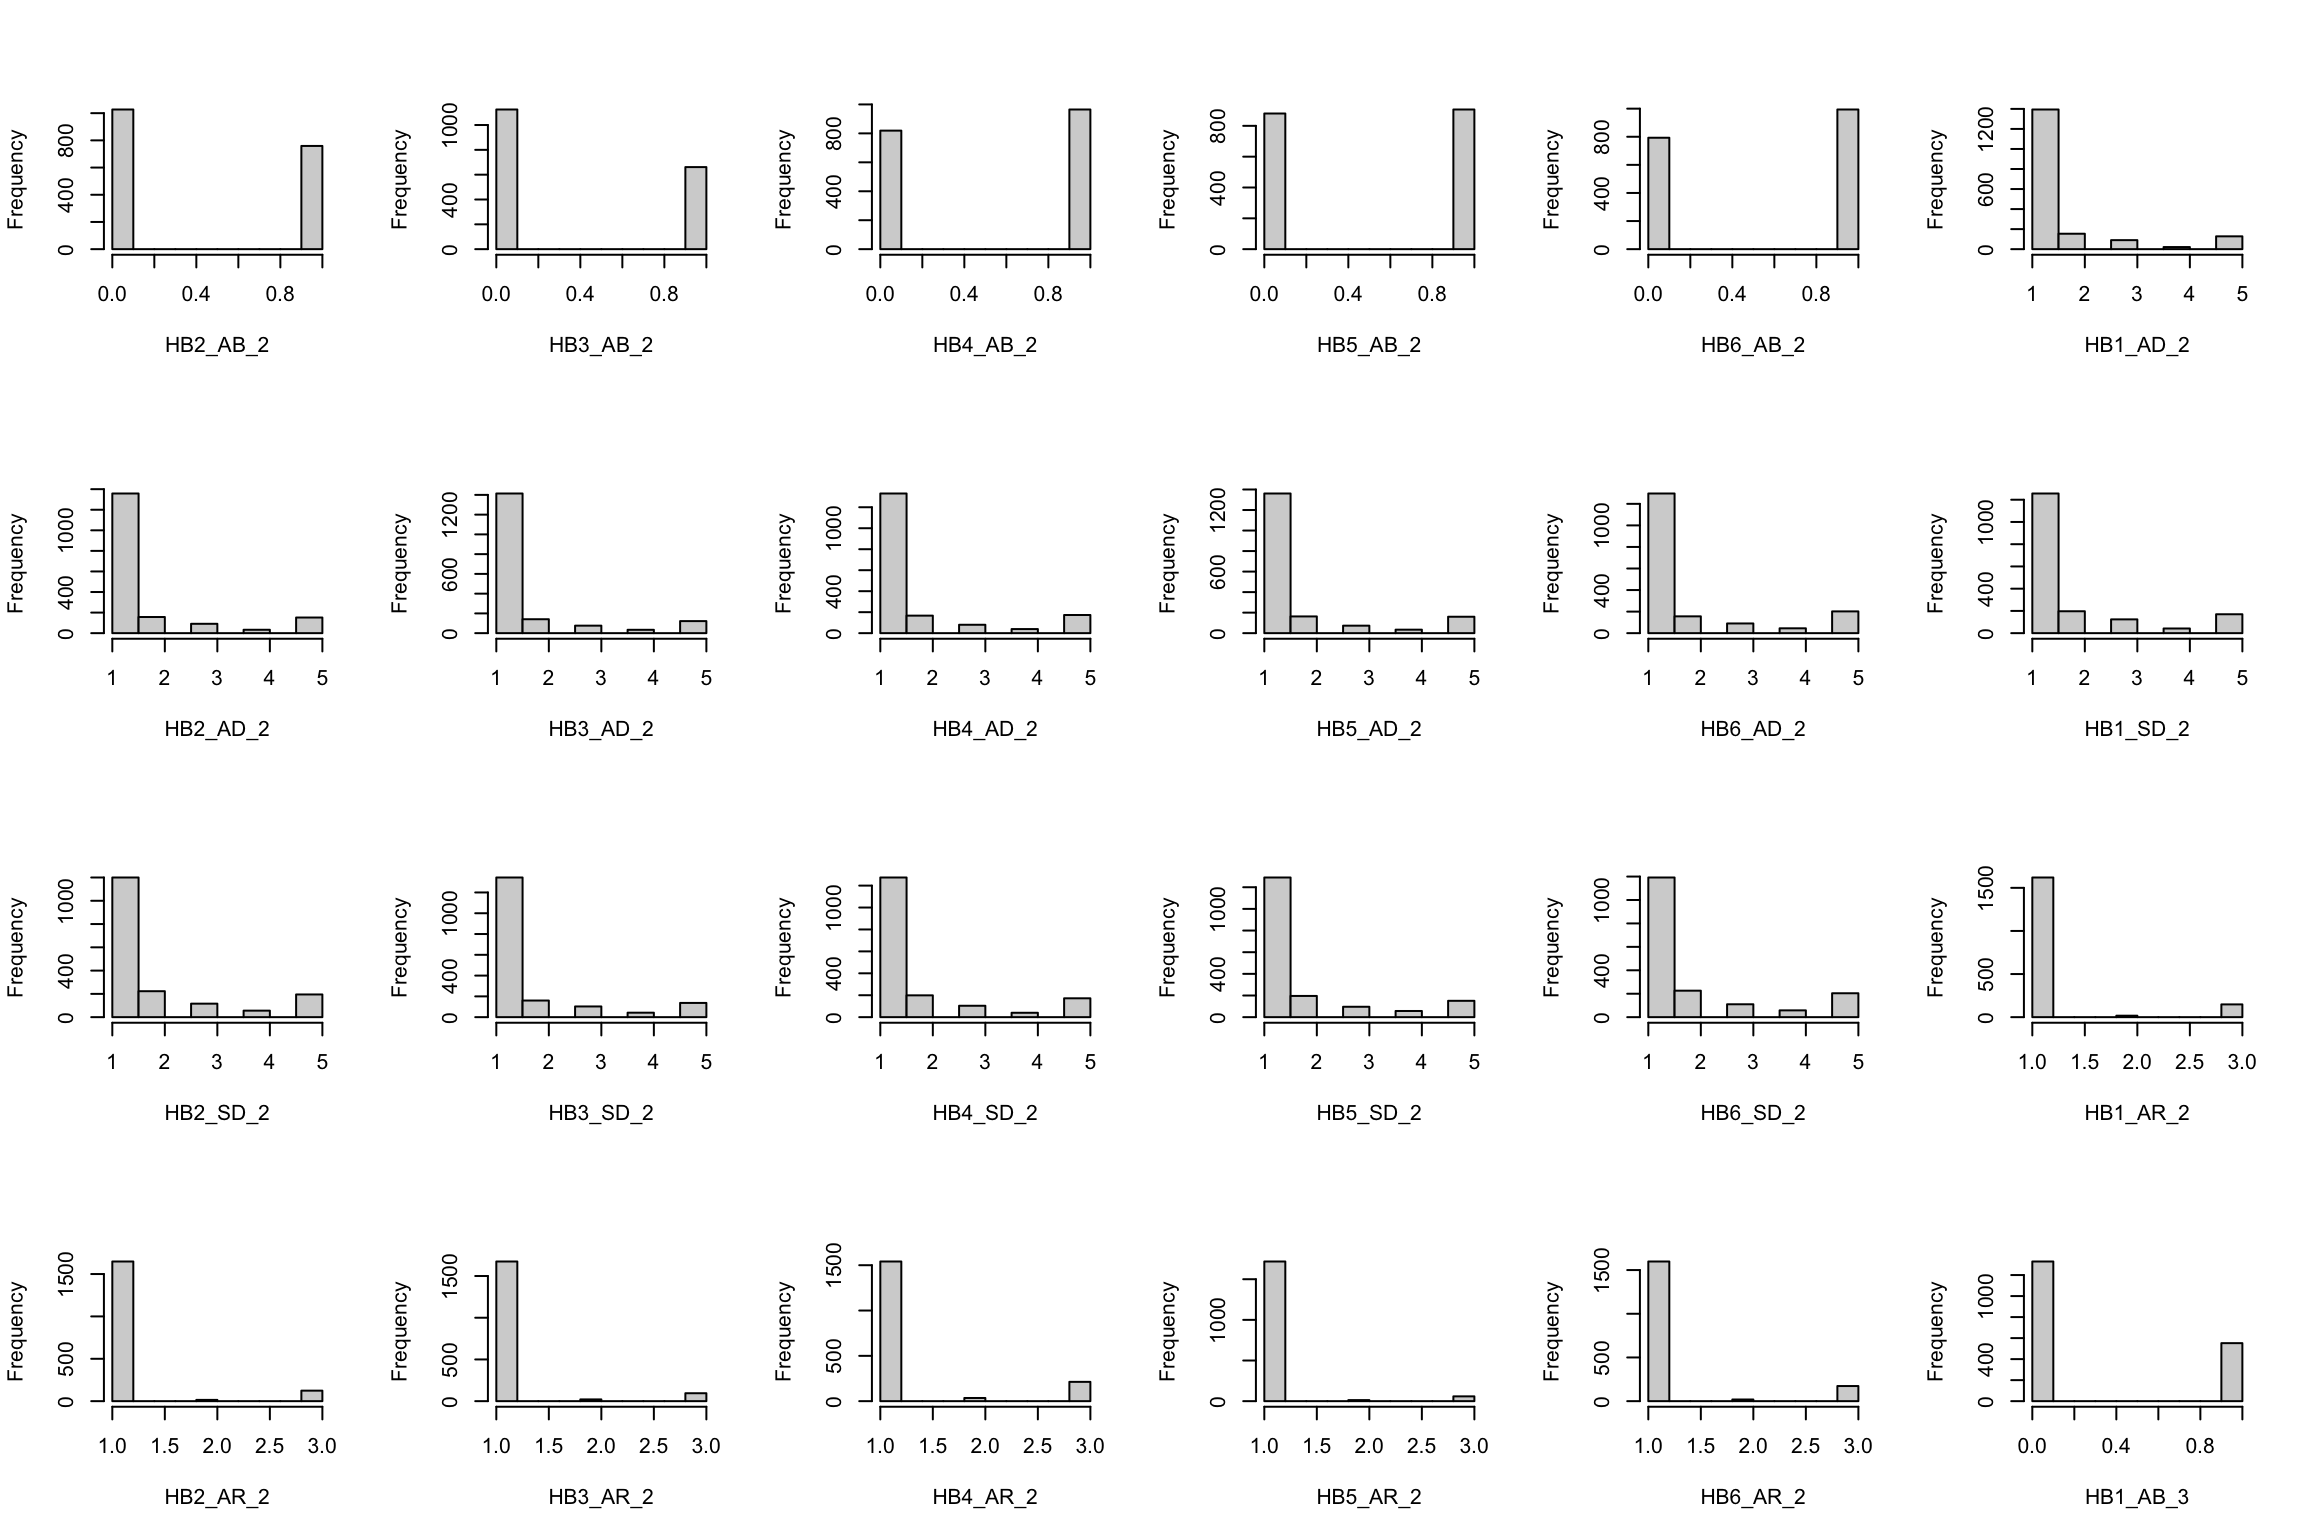 Frequency
0 400 800
0.0 0.4 0.8
HB2_AB_2
Frequency
0 400 1000
0.0 0.4 0.8
HB3_AB_2
Frequency
0 400 800
0.0 0.4 0.8
HB4_AB_2
Frequency
0 400 800
0.0 0.4 0.8
HB5_AB_2
Frequency
0 400 800
0.0 0.4 0.8
HB6_AB_2
Frequency
0 600 1200
1 2 3 4 5
HB1_AD_2
Frequency
0 400 1000
1 2 3 4 5
HB2_AD_2
Frequency
0 600 1200
1 2 3 4 5
HB3_AD_2
Frequency
0 400 1000
1 2 3 4 5
HB4_AD_2
Frequency
0 600 1200
1 2 3 4 5
HB5_AD_2
Frequency
0 400 1000
1 2 3 4 5
HB6_AD_2
Frequency
0 400 1000
1 2 3 4 5
HB1_SD_2
Frequency
0 400 1000
1 2 3 4 5
HB2_SD_2
Frequency
0 400 1000
1 2 3 4 5
HB3_SD_2
Frequency
0 400 1000
1 2 3 4 5
HB4_SD_2
Frequency
0 400 1000
1 2 3 4 5
HB5_SD_2
Frequency
0 400 1000
1 2 3 4 5
HB6_SD_2
Frequency
0 500 1500
1.0 1.5 2.0 2.5 3.0
HB1_AR_2
Frequency
0 500 1500
1.0 1.5 2.0 2.5 3.0
HB2_AR_2
Frequency
0 500 1500
1.0 1.5 2.0 2.5 3.0
HB3_AR_2
Frequency
0 500 1500
1.0 1.5 2.0 2.5 3.0
HB4_AR_2
Frequency
0 1000
1.0 1.5 2.0 2.5 3.0
HB5_AR_2
Frequency
0 500 1500
1.0 1.5 2.0 2.5 3.0
HB6_AR_2
Frequency
0 400 1000
0.0 0.4 0.8
HB1_AB_3